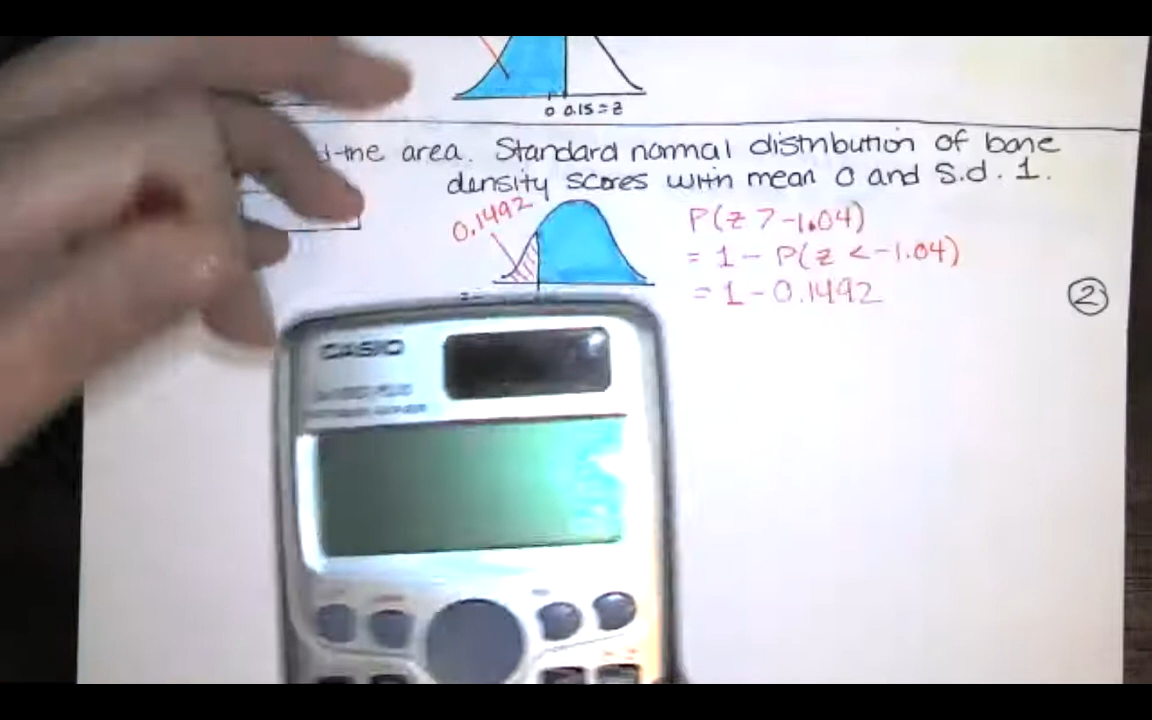 0 0.15 = z
the area. Standard normal distribution of bone
density scores with mean 0 and s.d. 1.
0.1492
P(z > -1.04)
= 1 - P(z < -1.04)
= 1 - 0.1492
2
CASIO